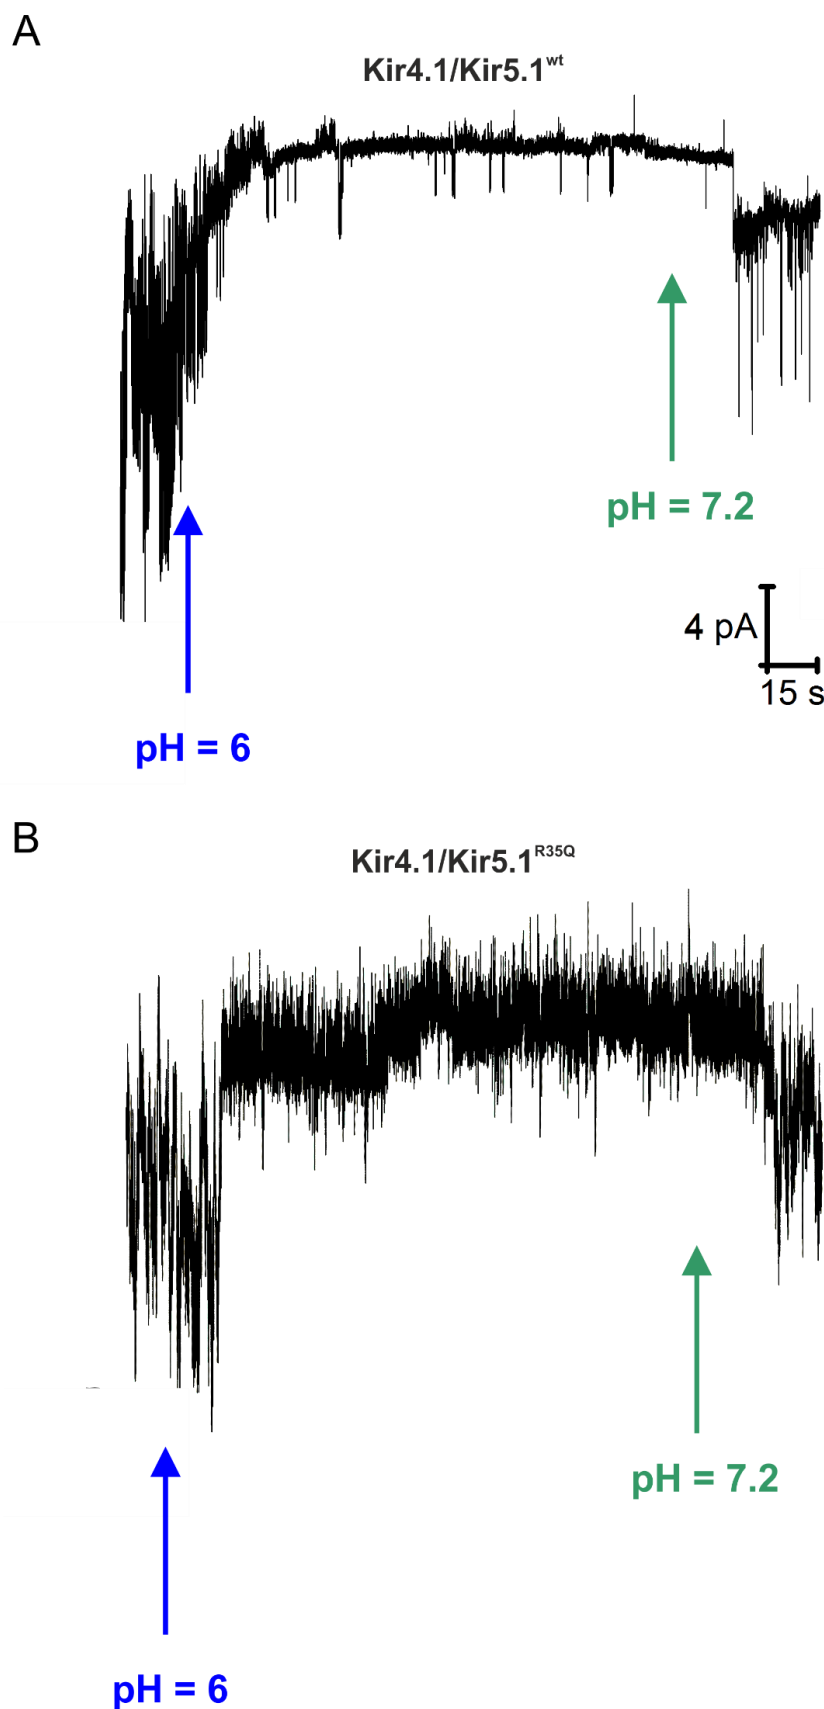 A
Kir4.1/Kir5.1wt
pH = 7.2
4 pA
15 s
pH = 6
B
Kir4.1/Kir5.1R35Q
pH = 7.2
pH = 6